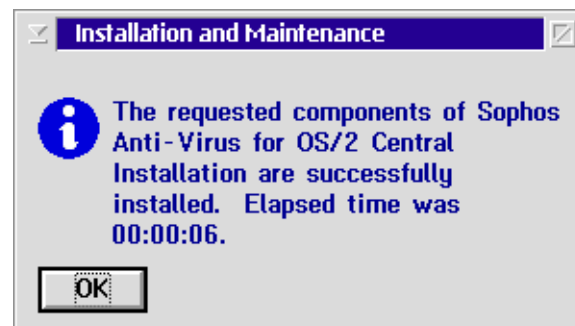 Installation and Maintenance
The requested components of Sophos
Anti-Virus for OS/2 Central
Installation are successfully
installed.  Elapsed time was
00:00:06.
OK